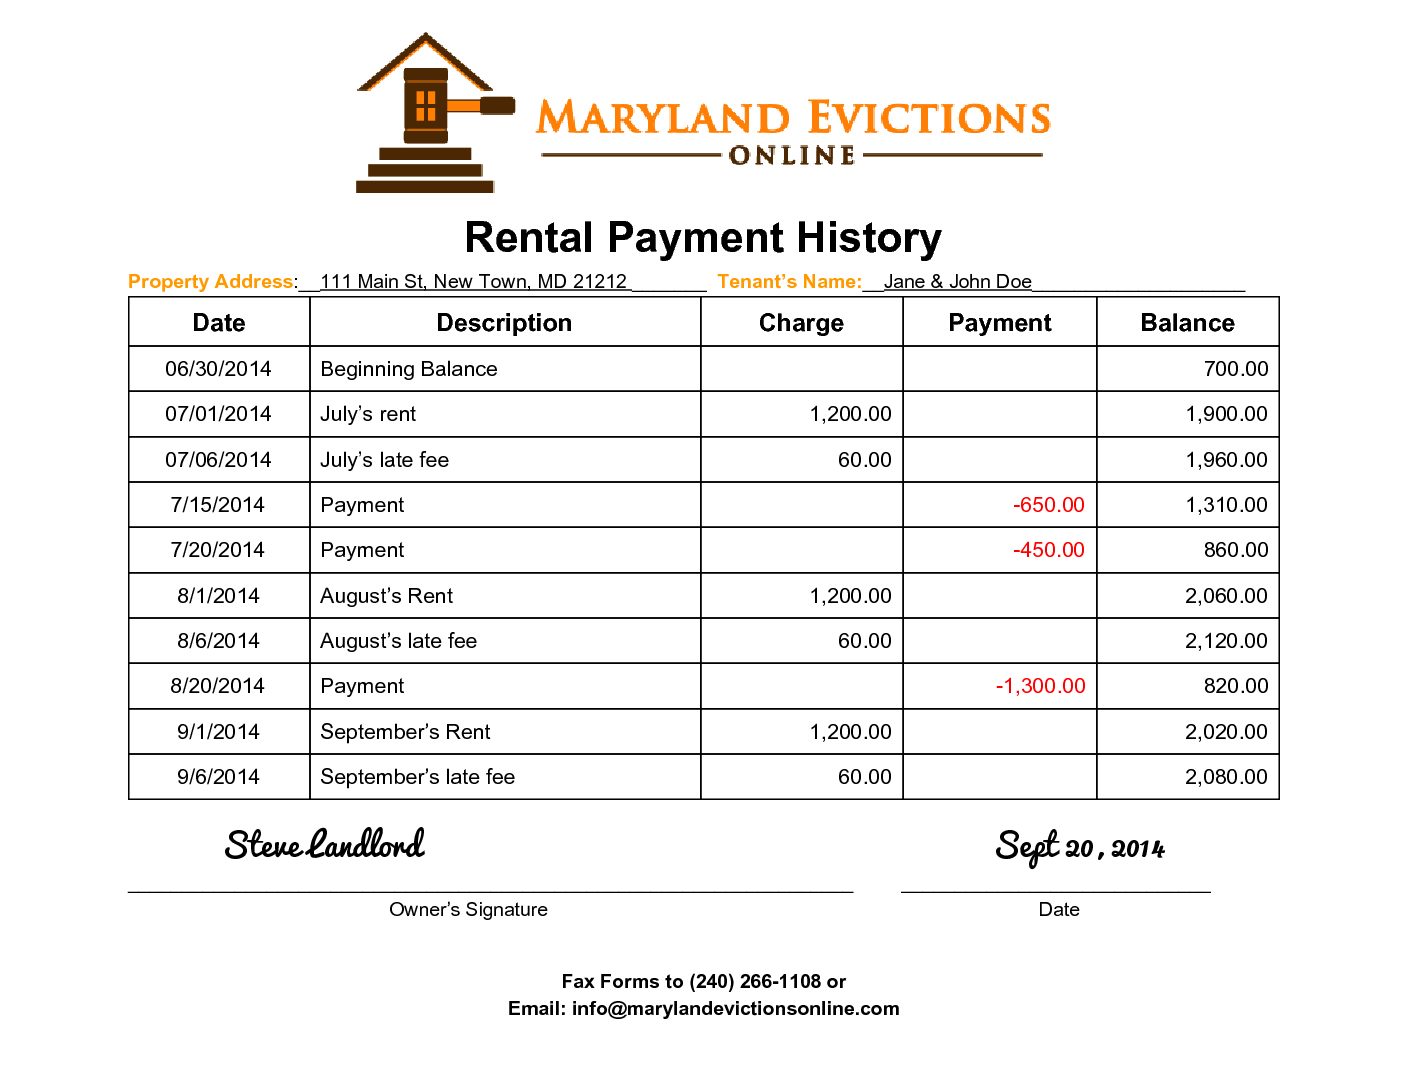 MARYLAND EVICTIONS
ONLINE
Rental Payment History
Property Address:__111 Main St, New Town, MD 21212_______ Tenant's Name:__Jane & John Doe____________________
Date Description Charge Payment Balance
06/30/2014 Beginning Balance 700.00
07/01/2014 July's rent 1,200.00 1,900.00
07/06/2014 July's late fee 60.00 1,960.00
7/15/2014 Payment -650.00 1,310.00
7/20/2014 Payment -450.00 860.00
8/1/2014 August's Rent 1,200.00 2,060.00
8/6/2014 August's late fee 60.00 2,120.00
8/20/2014 Payment -1,300.00 820.00
9/1/2014 September's Rent 1,200.00 2,020.00
9/6/2014 September's late fee 60.00 2,080.00
Steve Landlord Sept 20, 2014
Owner's Signature Date
Fax Forms to (240) 266-1108 or
Email: info@marylandevictionsonline.com